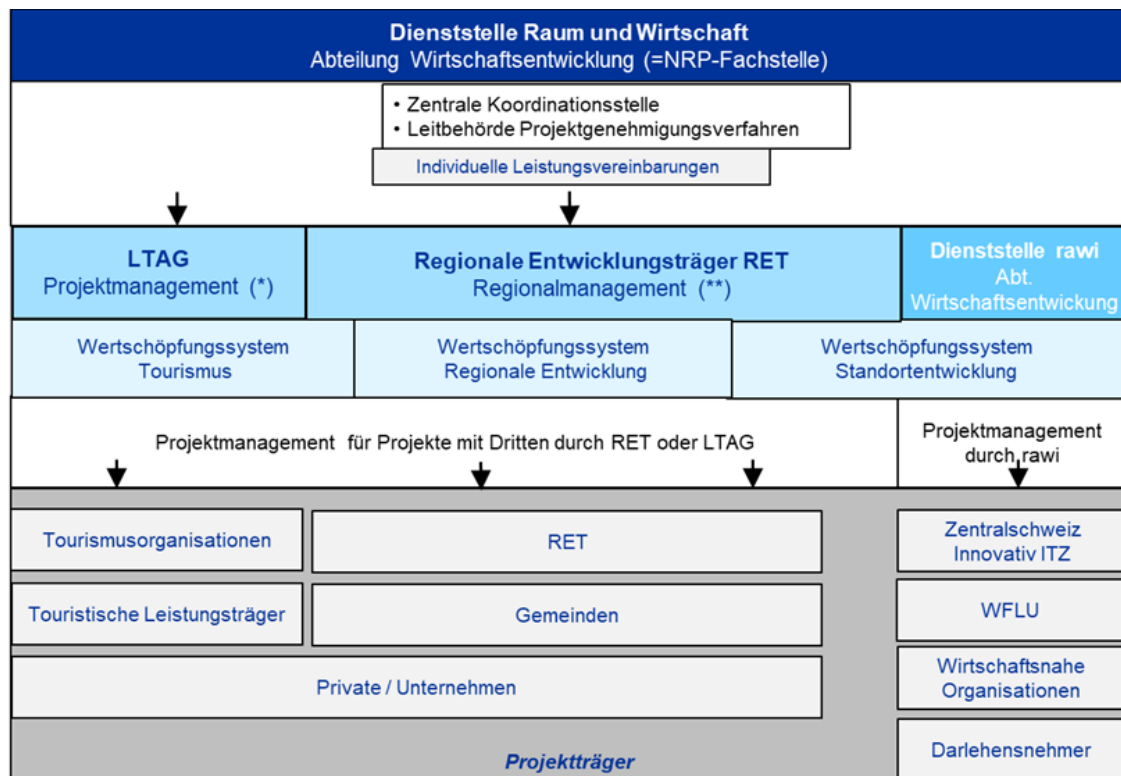 Dienststelle Raum und Wirtschaft
Abteilung Wirtschaftsentwicklung (=NRP-Fachstelle)
• Zentrale Koordinationsstelle
• Leitbehörde Projektgenehmigungsverfahren
Individuelle Leistungsvereinbarungen
LTAG
Projektmanagement (*)
Regionale Entwicklungsträger RET
Regionalmanagement (**)
Dienststelle rawi
Abt.
Wirtschaftsentwickung
Wertschöpfungssystem
Tourismus
Wertschöpfungssystem
Regionale Entwicklung
Wertschöpfungssystem
Standortentwicklung
Projektmanagement für Projekte mit Dritten durch RET oder LTAG
Projektmanagement
durch rawi
Tourismusorganisationen
RET
Zentralschweiz
Innovativ ITZ
Touristische Leistungsträger
Gemeinden
WFLU
Private / Unternehmen
Wirtschaftsnahe
Organisationen
Projektträger
Darlehensnehmer